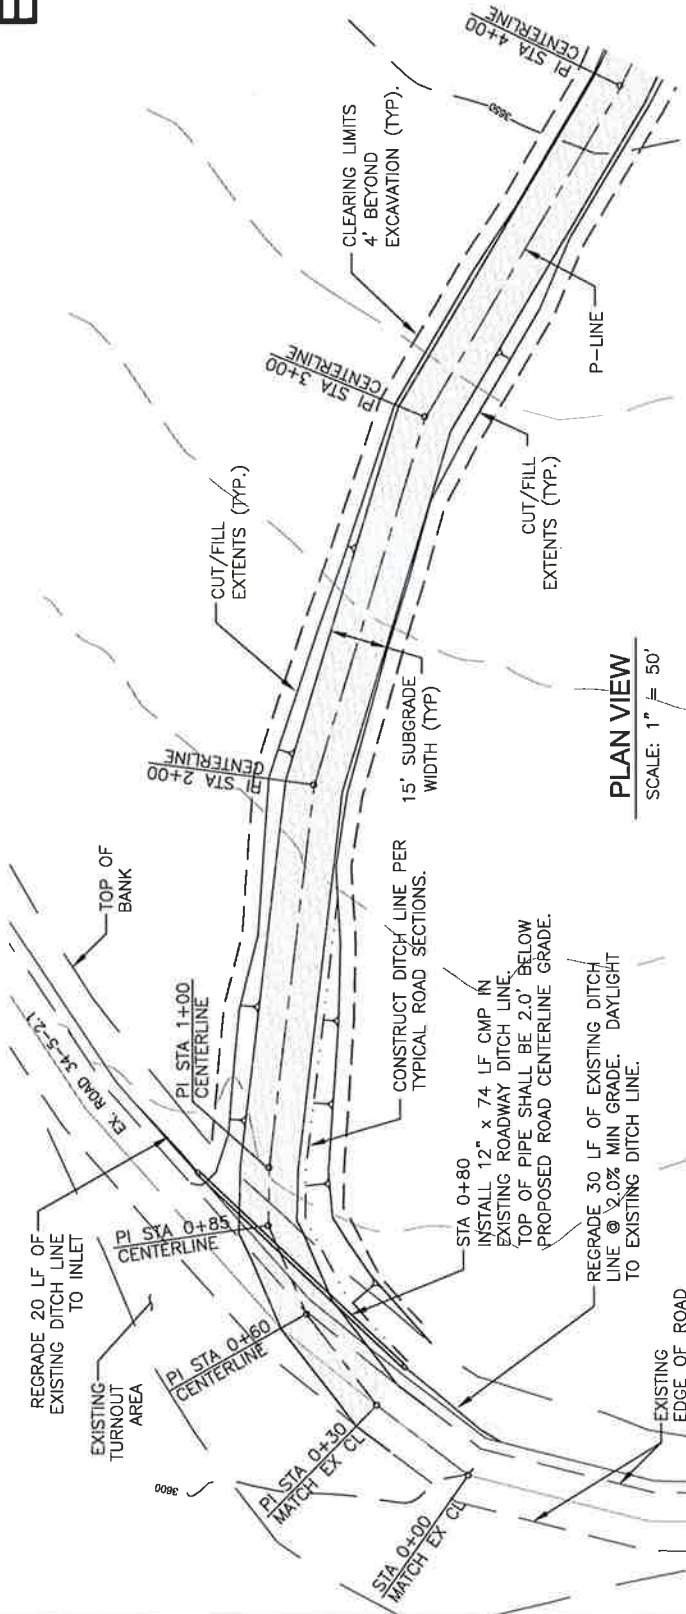 REGRADE 20 LF OF
EXISTING DITCH LINE
TO INLET
EXISTING
TURNOUT
AREA
EX. ROAD 34-5-2.1
TOP OF
BANK
PI STA 0+85
CENTERLINE
PI STA 0+60
CENTERLINE
PI STA 0+30
MATCH EX CL
STA 0+00
MATCH EX CL
3600
PI STA 1+00
CENTERLINE
PI STA 2+00
CENTERLINE
CUT/FILL
EXTENTS (TYP.)
PI STA 3+00
CENTERLINE
CLEARING LIMITS
4' BEYOND
EXCAVATION (TYP).
3650
PI STA 4+00
CENTERLINE
P-LINE
CUT/FILL
EXTENTS (TYP.)
15' SUBGRADE
WIDTH (TYP)
CONSTRUCT DITCH LINE PER
TYPICAL ROAD SECTIONS.
STA 0+80
INSTALL 12" x 74 LF CMP IN
EXISTING ROADWAY DITCH LINE.
TOP OF PIPE SHALL BE 2.0' BELOW
PROPOSED ROAD CENTERLINE GRADE.
REGRADE 30 LF OF EXISTING DITCH
LINE @ 2.0% MIN GRADE. DAYLIGHT
TO EXISTING DITCH LINE.
EXISTING
EDGE OF ROAD
PLAN VIEW
SCALE: 1" = 50'